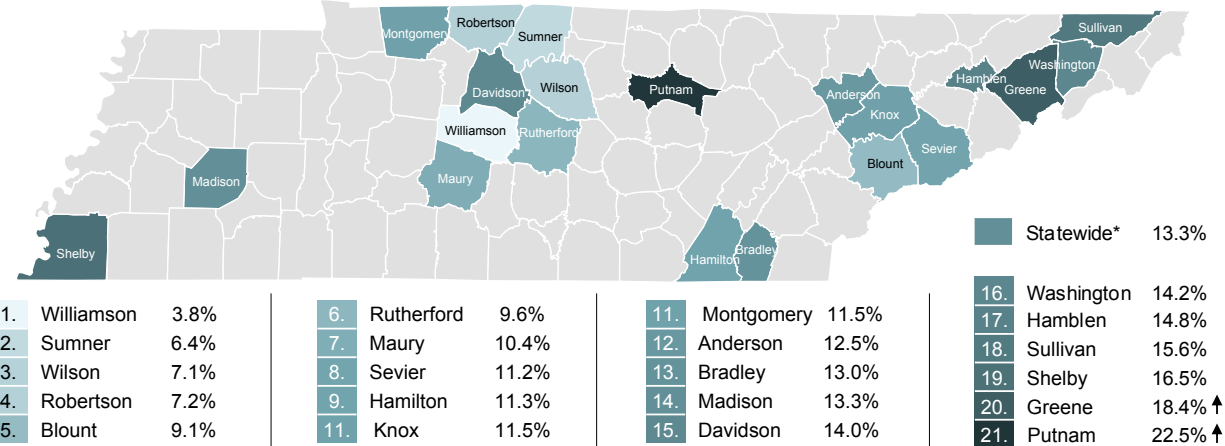 Montgomery
Robertson
Sumner
Sullivan
Davidson
Wilson
Putnam
Hamblen
Washington
Greene
Anderson
Knox
Williamson
Rutherford
Sevier
Blount
Madison
Maury
Shelby
Hamilton
Bradley
Statewide* 13.3%
1. Williamson 3.8%
2. Sumner 6.4%
3. Wilson 7.1%
4. Robertson 7.2%
5. Blount 9.1%
6. Rutherford 9.6%
7. Maury 10.4%
8. Sevier 11.2%
9. Hamilton 11.3%
11. Knox 11.5%
11. Montgomery 11.5%
12. Anderson 12.5%
13. Bradley 13.0%
14. Madison 13.3%
15. Davidson 14.0%
16. Washington 14.2%
17. Hamblen 14.8%
18. Sullivan 15.6%
19. Shelby 16.5%
20. Greene 18.4%
21. Putnam 22.5%